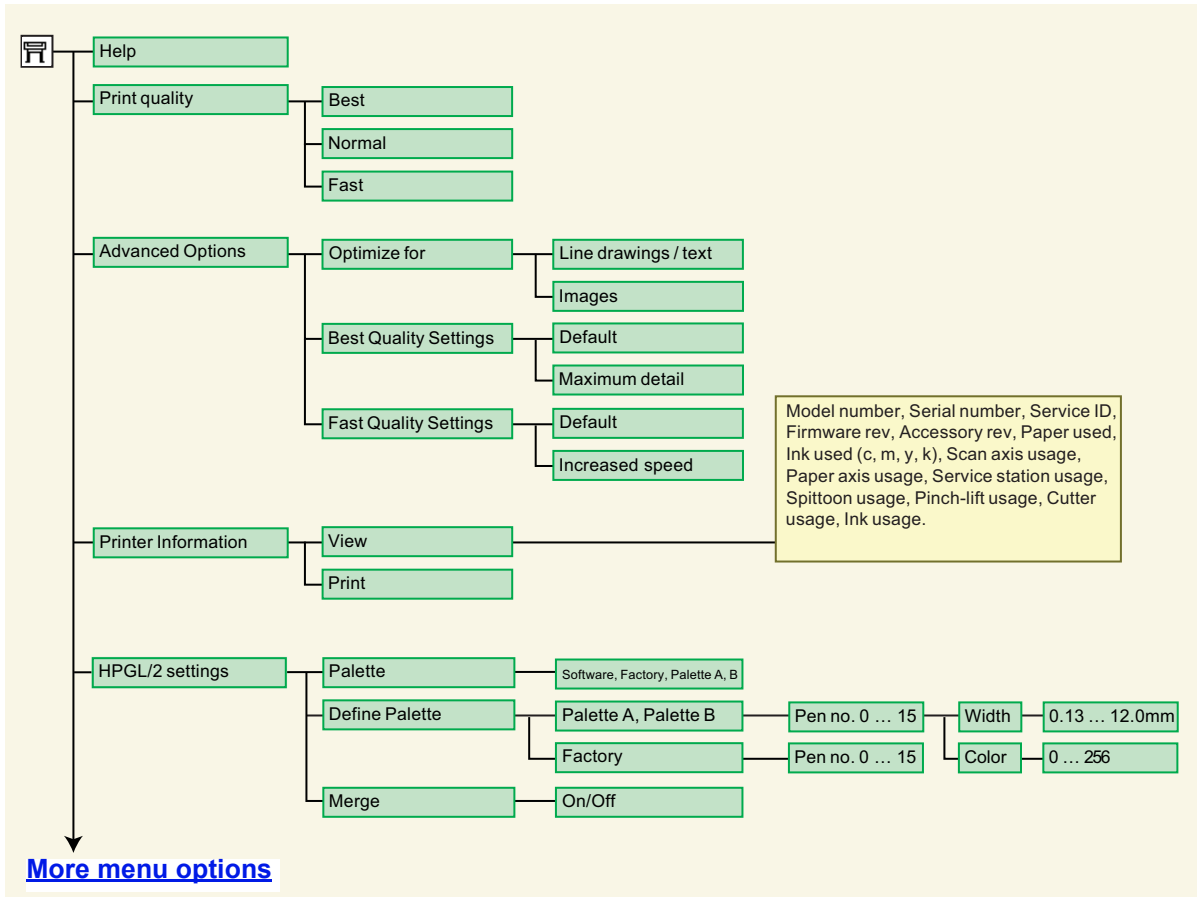 Help
Print quality
Best
Normal
Fast
Advanced Options
Optimize for
Line drawings / text
Images
Best Quality Settings
Default
Maximum detail
Fast Quality Settings
Default
Increased speed
Model number, Serial number, Service ID,
Firmware rev, Accessory rev, Paper used,
Ink used (c, m, y, k), Scan axis usage,
Paper axis usage, Service station usage,
Spittoon usage, Pinch-lift usage, Cutter
usage, Ink usage.
Printer Information
View
Print
HPGL/2 settings
Palette
Software, Factory, Palette A, B
Define Palette
Palette A, Palette B
Pen no. 0 … 15
Width
0.13 … 12.0mm
Factory
Pen no. 0 … 15
Color
0 … 256
Merge
On/Off
More menu options